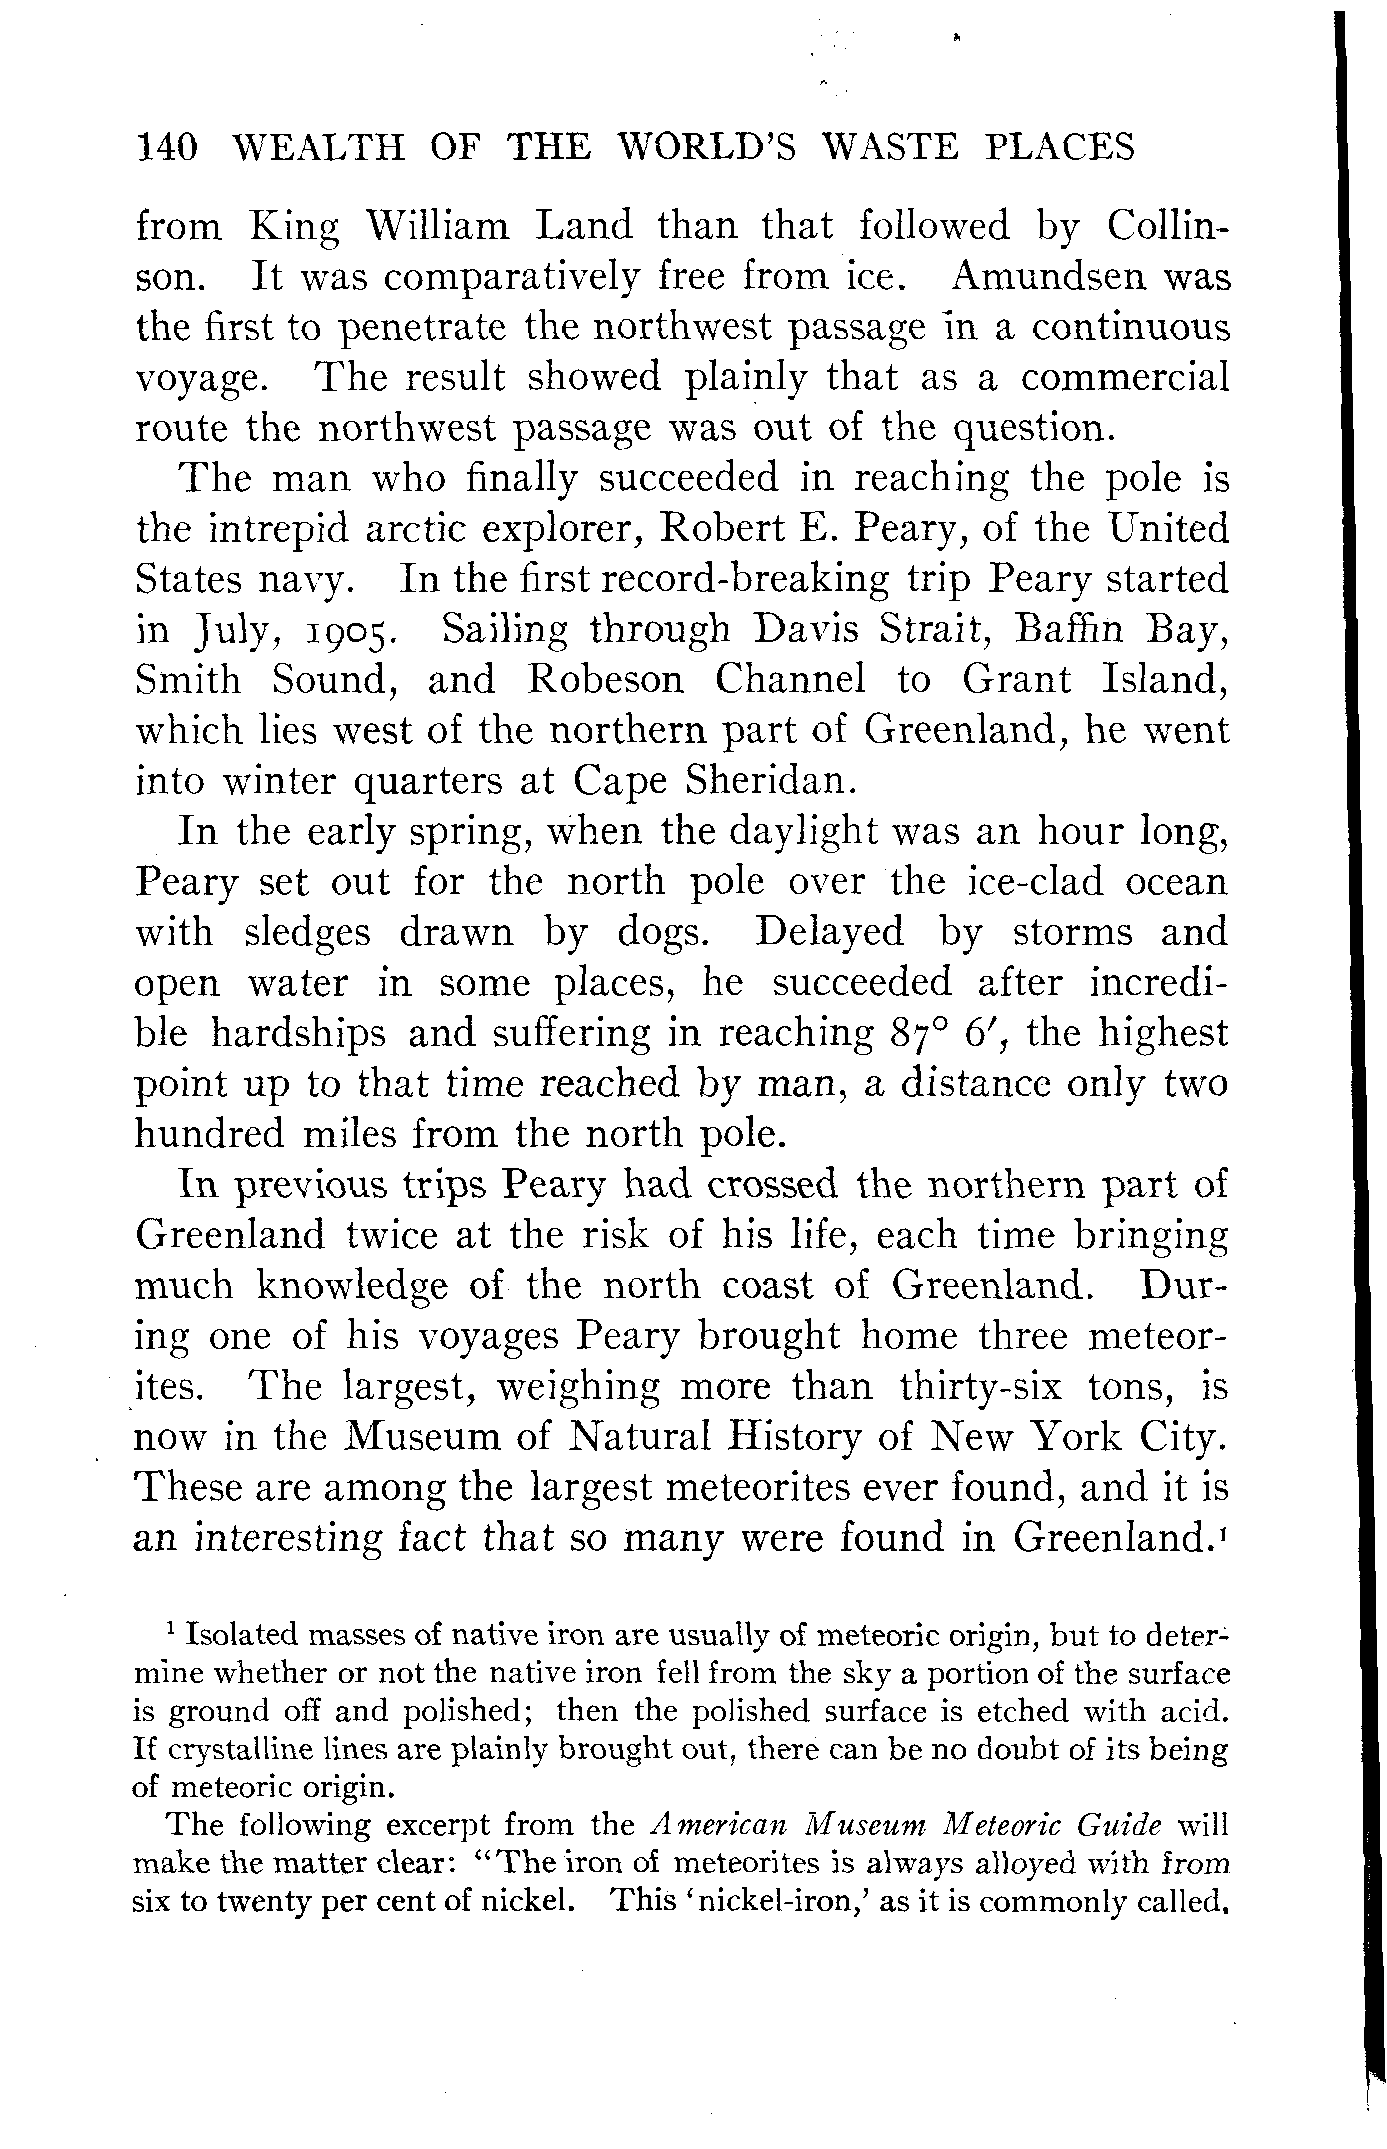 140 WEALTH OF THE WORLD'S WASTE PLACES
from King William Land than that followed by Collin-
son. It was comparatively free from ice. Amundsen was
the first to penetrate the northwest passage in a continuous
voyage. The result showed plainly that as a commercial
route the northwest passage was out of the question.
The man who finally succeeded in reaching the pole is
the intrepid arctic explorer, Robert E. Peary, of the United
States navy. In the first record-breaking trip Peary started
in July, 1905. Sailing through Davis Strait, Baffin Bay,
Smith Sound, and Robeson Channel to Grant Island,
which lies west of the northern part of Greenland, he went
into winter quarters at Cape Sheridan.
In the early spring, when the daylight was an hour long,
Peary set out for the north pole over the ice-clad ocean
with sledges drawn by dogs. Delayed by storms and
open water in some places, he succeeded after incredi-
ble hardships and suffering in reaching 87° 6′, the highest
point up to that time reached by man, a distance only two
hundred miles from the north pole.
In previous trips Peary had crossed the northern part of
Greenland twice at the risk of his life, each time bringing
much knowledge of the north coast of Greenland. Dur-
ing one of his voyages Peary brought home three meteor-
ites. The largest, weighing more than thirty-six tons, is
now in the Museum of Natural History of New York City.
These are among the largest meteorites ever found, and it is
an interesting fact that so many were found in Greenland.¹
¹ Isolated masses of native iron are usually of meteoric origin, but to deter-
mine whether or not the native iron fell from the sky a portion of the surface
is ground off and polished; then the polished surface is etched with acid.
If crystalline lines are plainly brought out, there can be no doubt of its being
of meteoric origin.
The following excerpt from the American Museum Meteoric Guide will
make the matter clear: "The iron of meteorites is always alloyed with from
six to twenty per cent of nickel. This 'nickel-iron,' as it is commonly called,